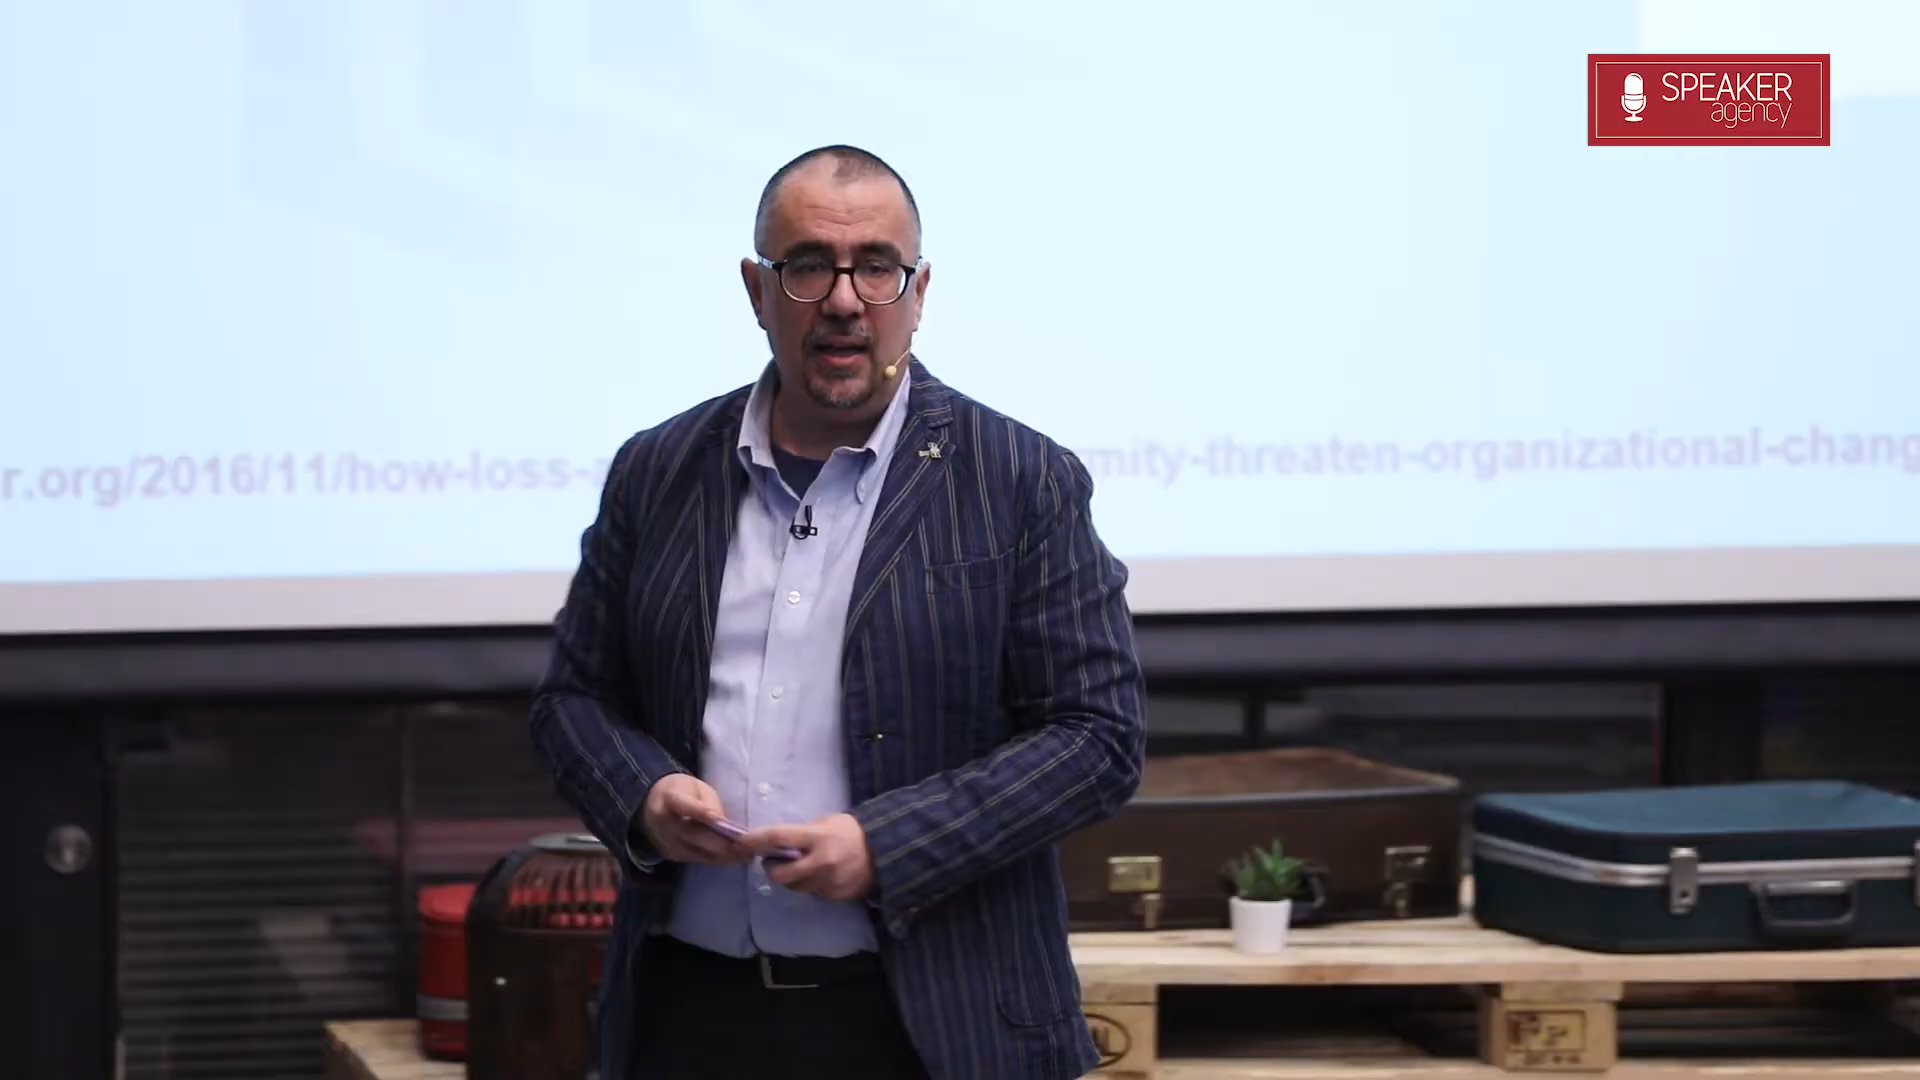 SPEAKER
agency
r.org/2016/11/how-loss-a mity-threaten-organizational-chang